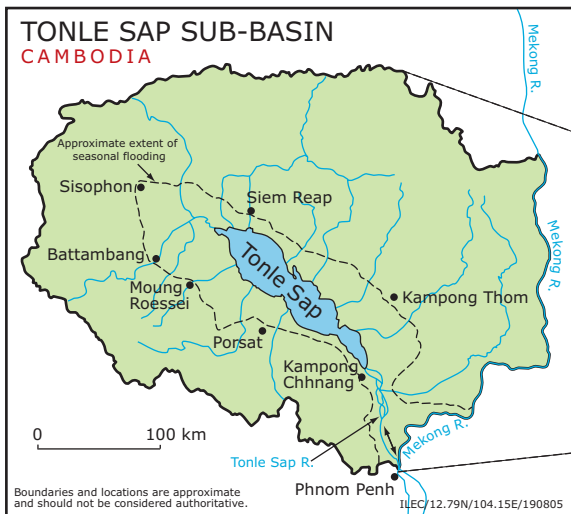 TONLE SAP SUB-BASIN
CAMBODIA
Mekong R.
Approximate extent of
seasonal flooding
Sisophon
Siem Reap
Mekong R.
Battambang
Tonle Sap
Moung
Roessei
Kampong Thom
Porsat
Kampong
Chhnang
0 100 km
Tonle Sap R.
Mekong R.
Phnom Penh
Boundaries and locations are approximate
and should not be considered authoritative.
ILEC/12.79N/104.15E/190805